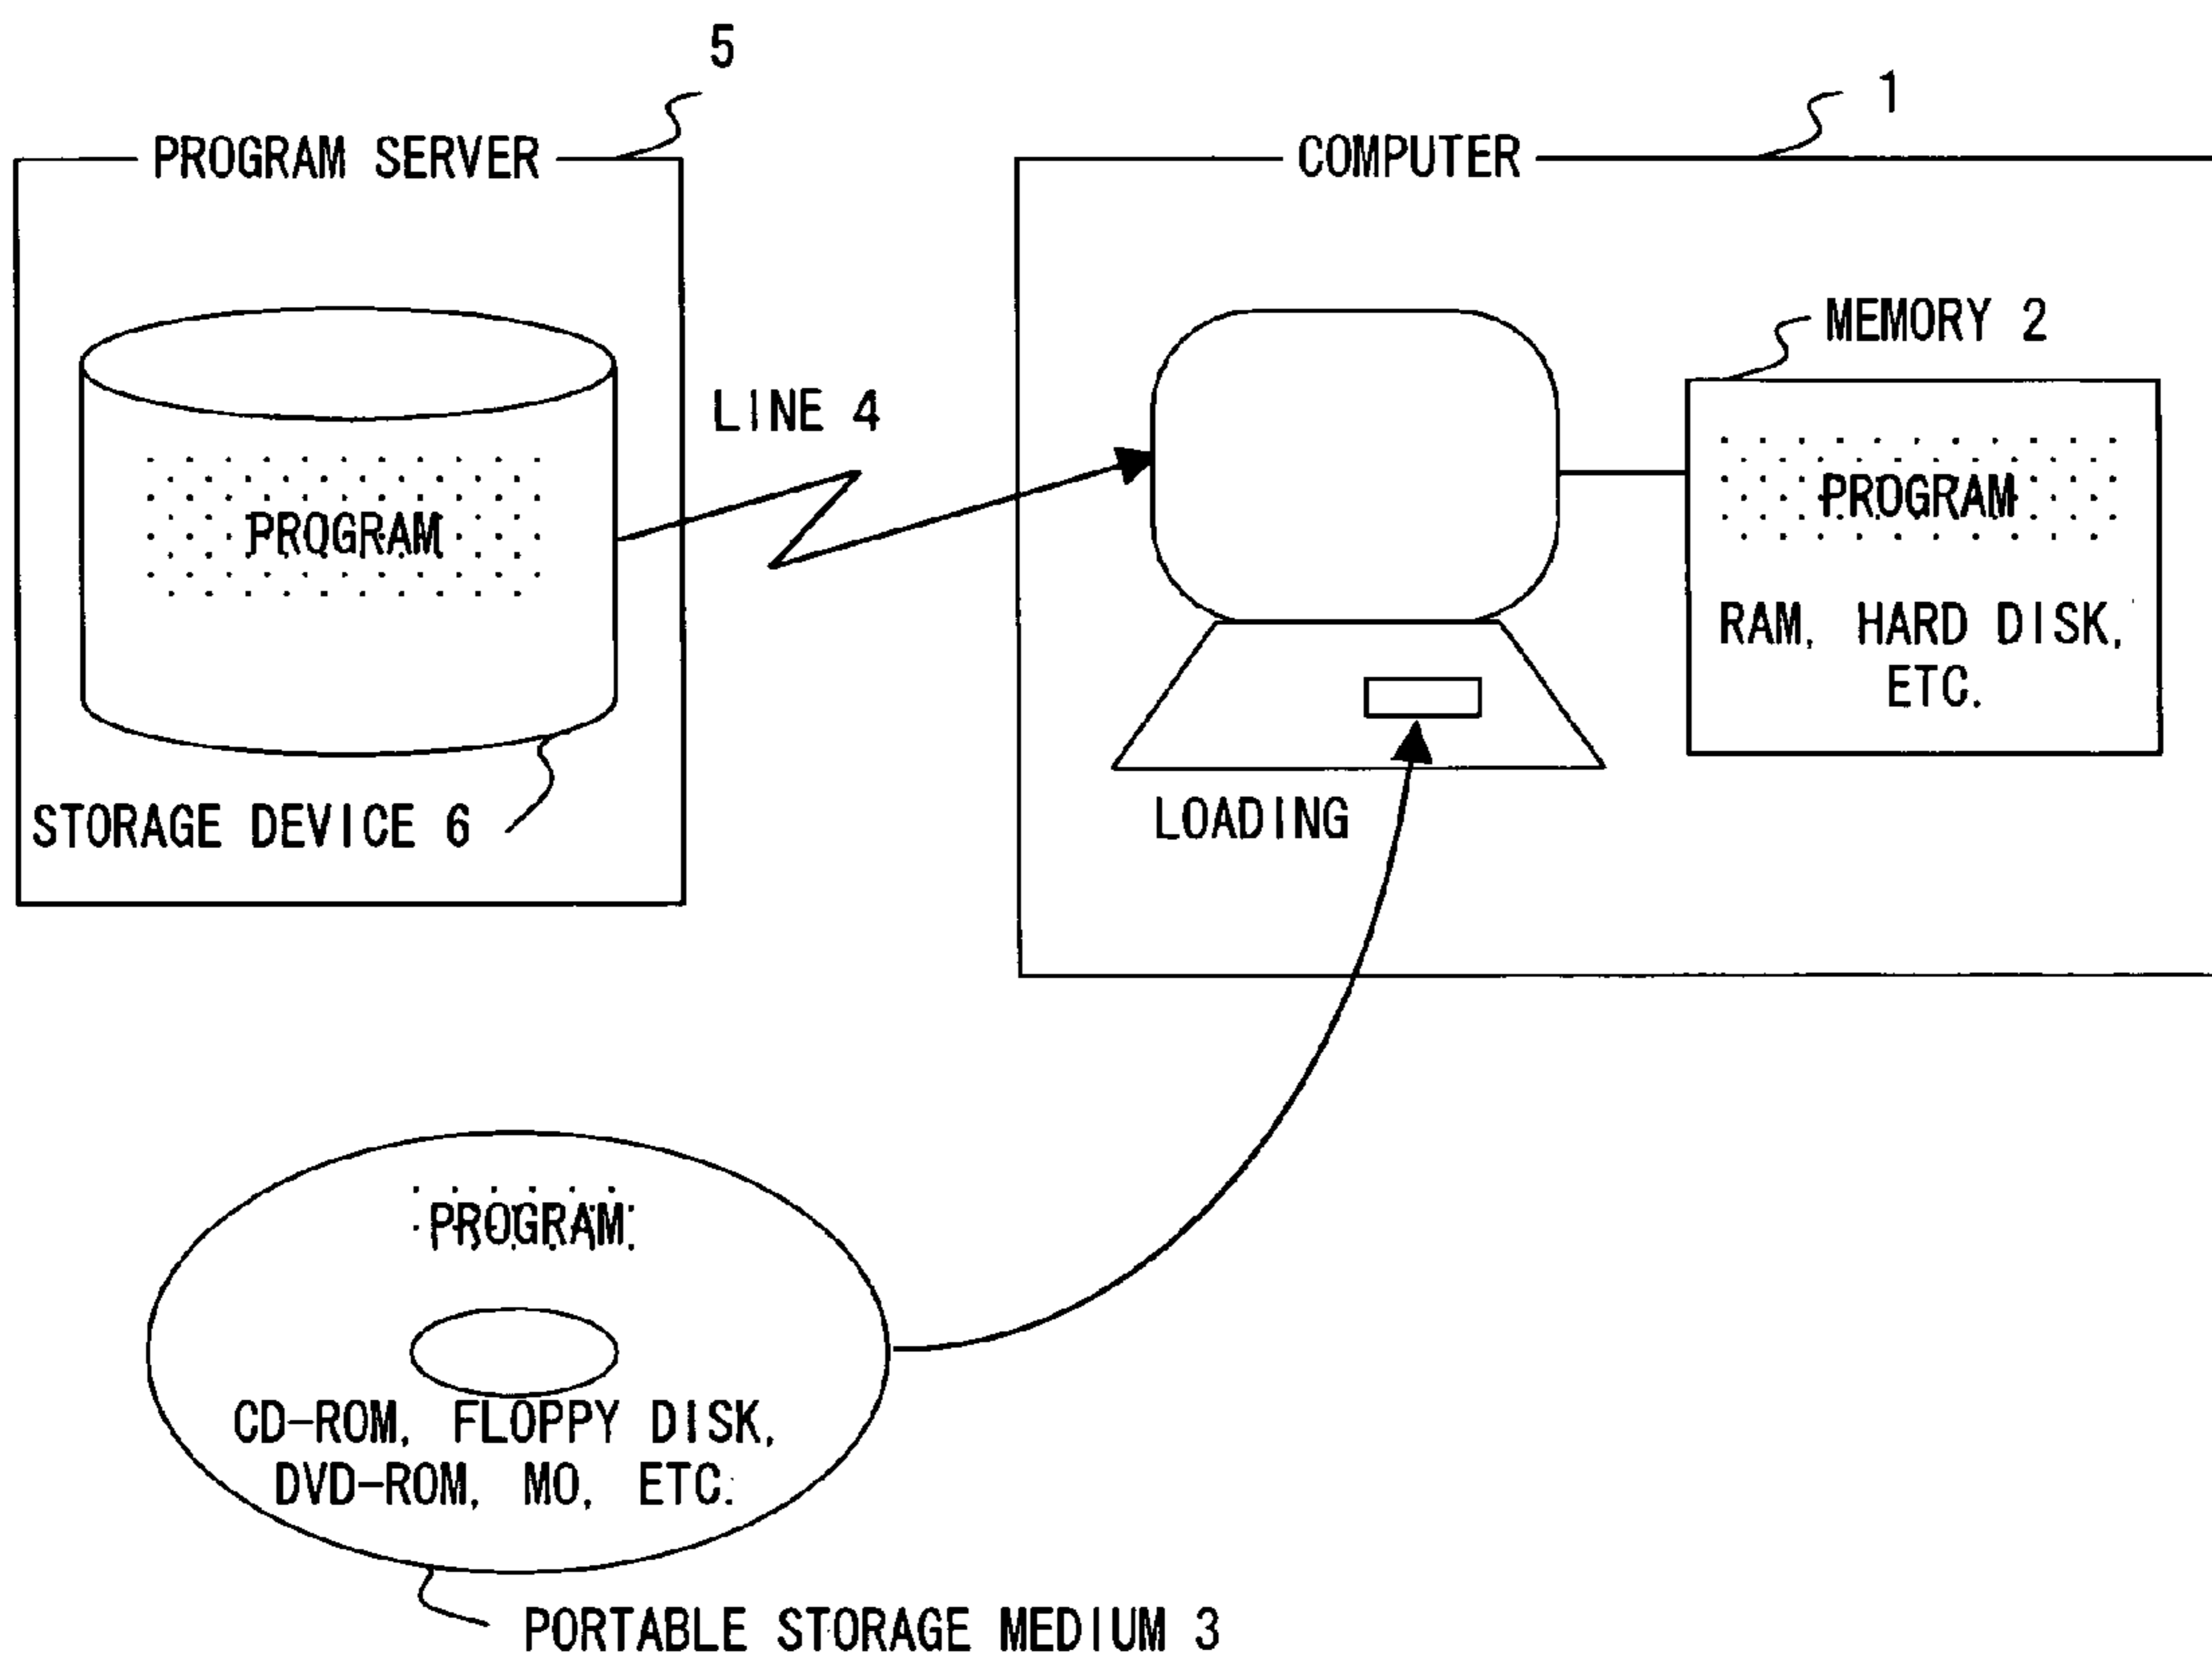 5
PROGRAM SERVER
PROGRAM
STORAGE DEVICE 6
LINE 4
1
COMPUTER
MEMORY 2
PROGRAM
RAM, HARD DISK,
ETC.
LOADING
PROGRAM
CD-ROM, FLOPPY DISK,
DVD-ROM, MO, ETC.
PORTABLE STORAGE MEDIUM 3